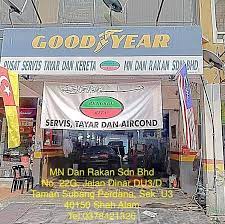 GOODYEAR
PUSAT SERVIS TAYAR DAN KERETA MN DAN RAKAN SDN BHD
SERVIS, TAYAR DAN AIRCOND
MN Dan Rakan Sdn Bhd
No. 22G, Jalan Dinar DU3/D
Taman Subang Perdana, Sek. U3
40150 Shah Alam
Tel:0378421326